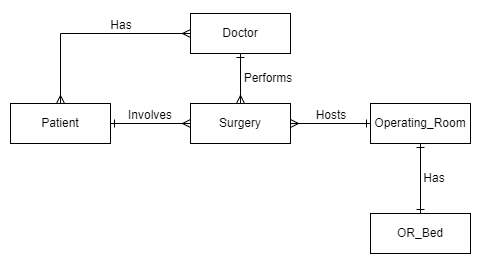 Has
Doctor
Performs
Patient
Involves
Surgery
Hosts
Operating_Room
Has
OR_Bed